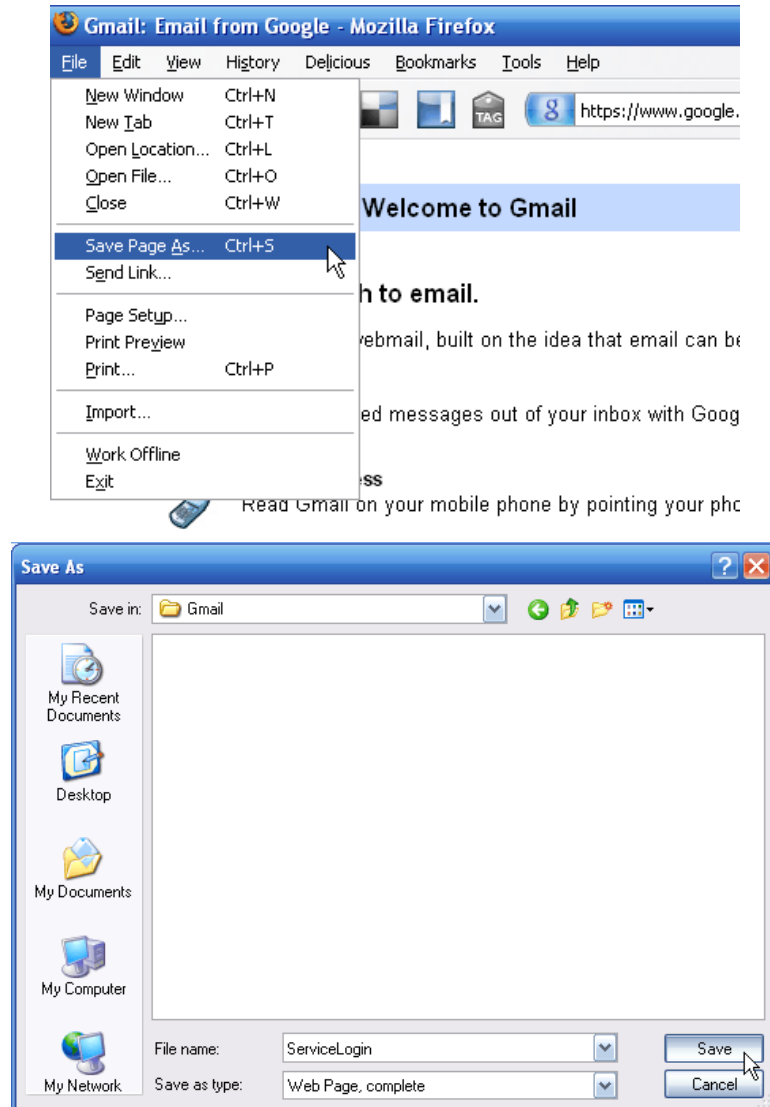 Gmail: Email from Google - Mozilla Firefox
File Edit View History Delicious Bookmarks Tools Help
New Window Ctrl+N
New Tab Ctrl+T
Open Location... Ctrl+L
Open File... Ctrl+O
Close Ctrl+W
Save Page As... Ctrl+S
Send Link...
Page Setup...
Print Preview
Print... Ctrl+P
Import...
Work Offline
Exit
TAG
8 https://www.google.
Welcome to Gmail
h to email.
ebmail, built on the idea that email can be
ed messages out of your inbox with Goog
ess
Read Gmail on your mobile phone by pointing your pho
Save As
Save in: Gmail
My Recent
Documents
Desktop
My Documents
My Computer
My Network
File name: ServiceLogin Save
Save as type: Web Page, complete Cancel